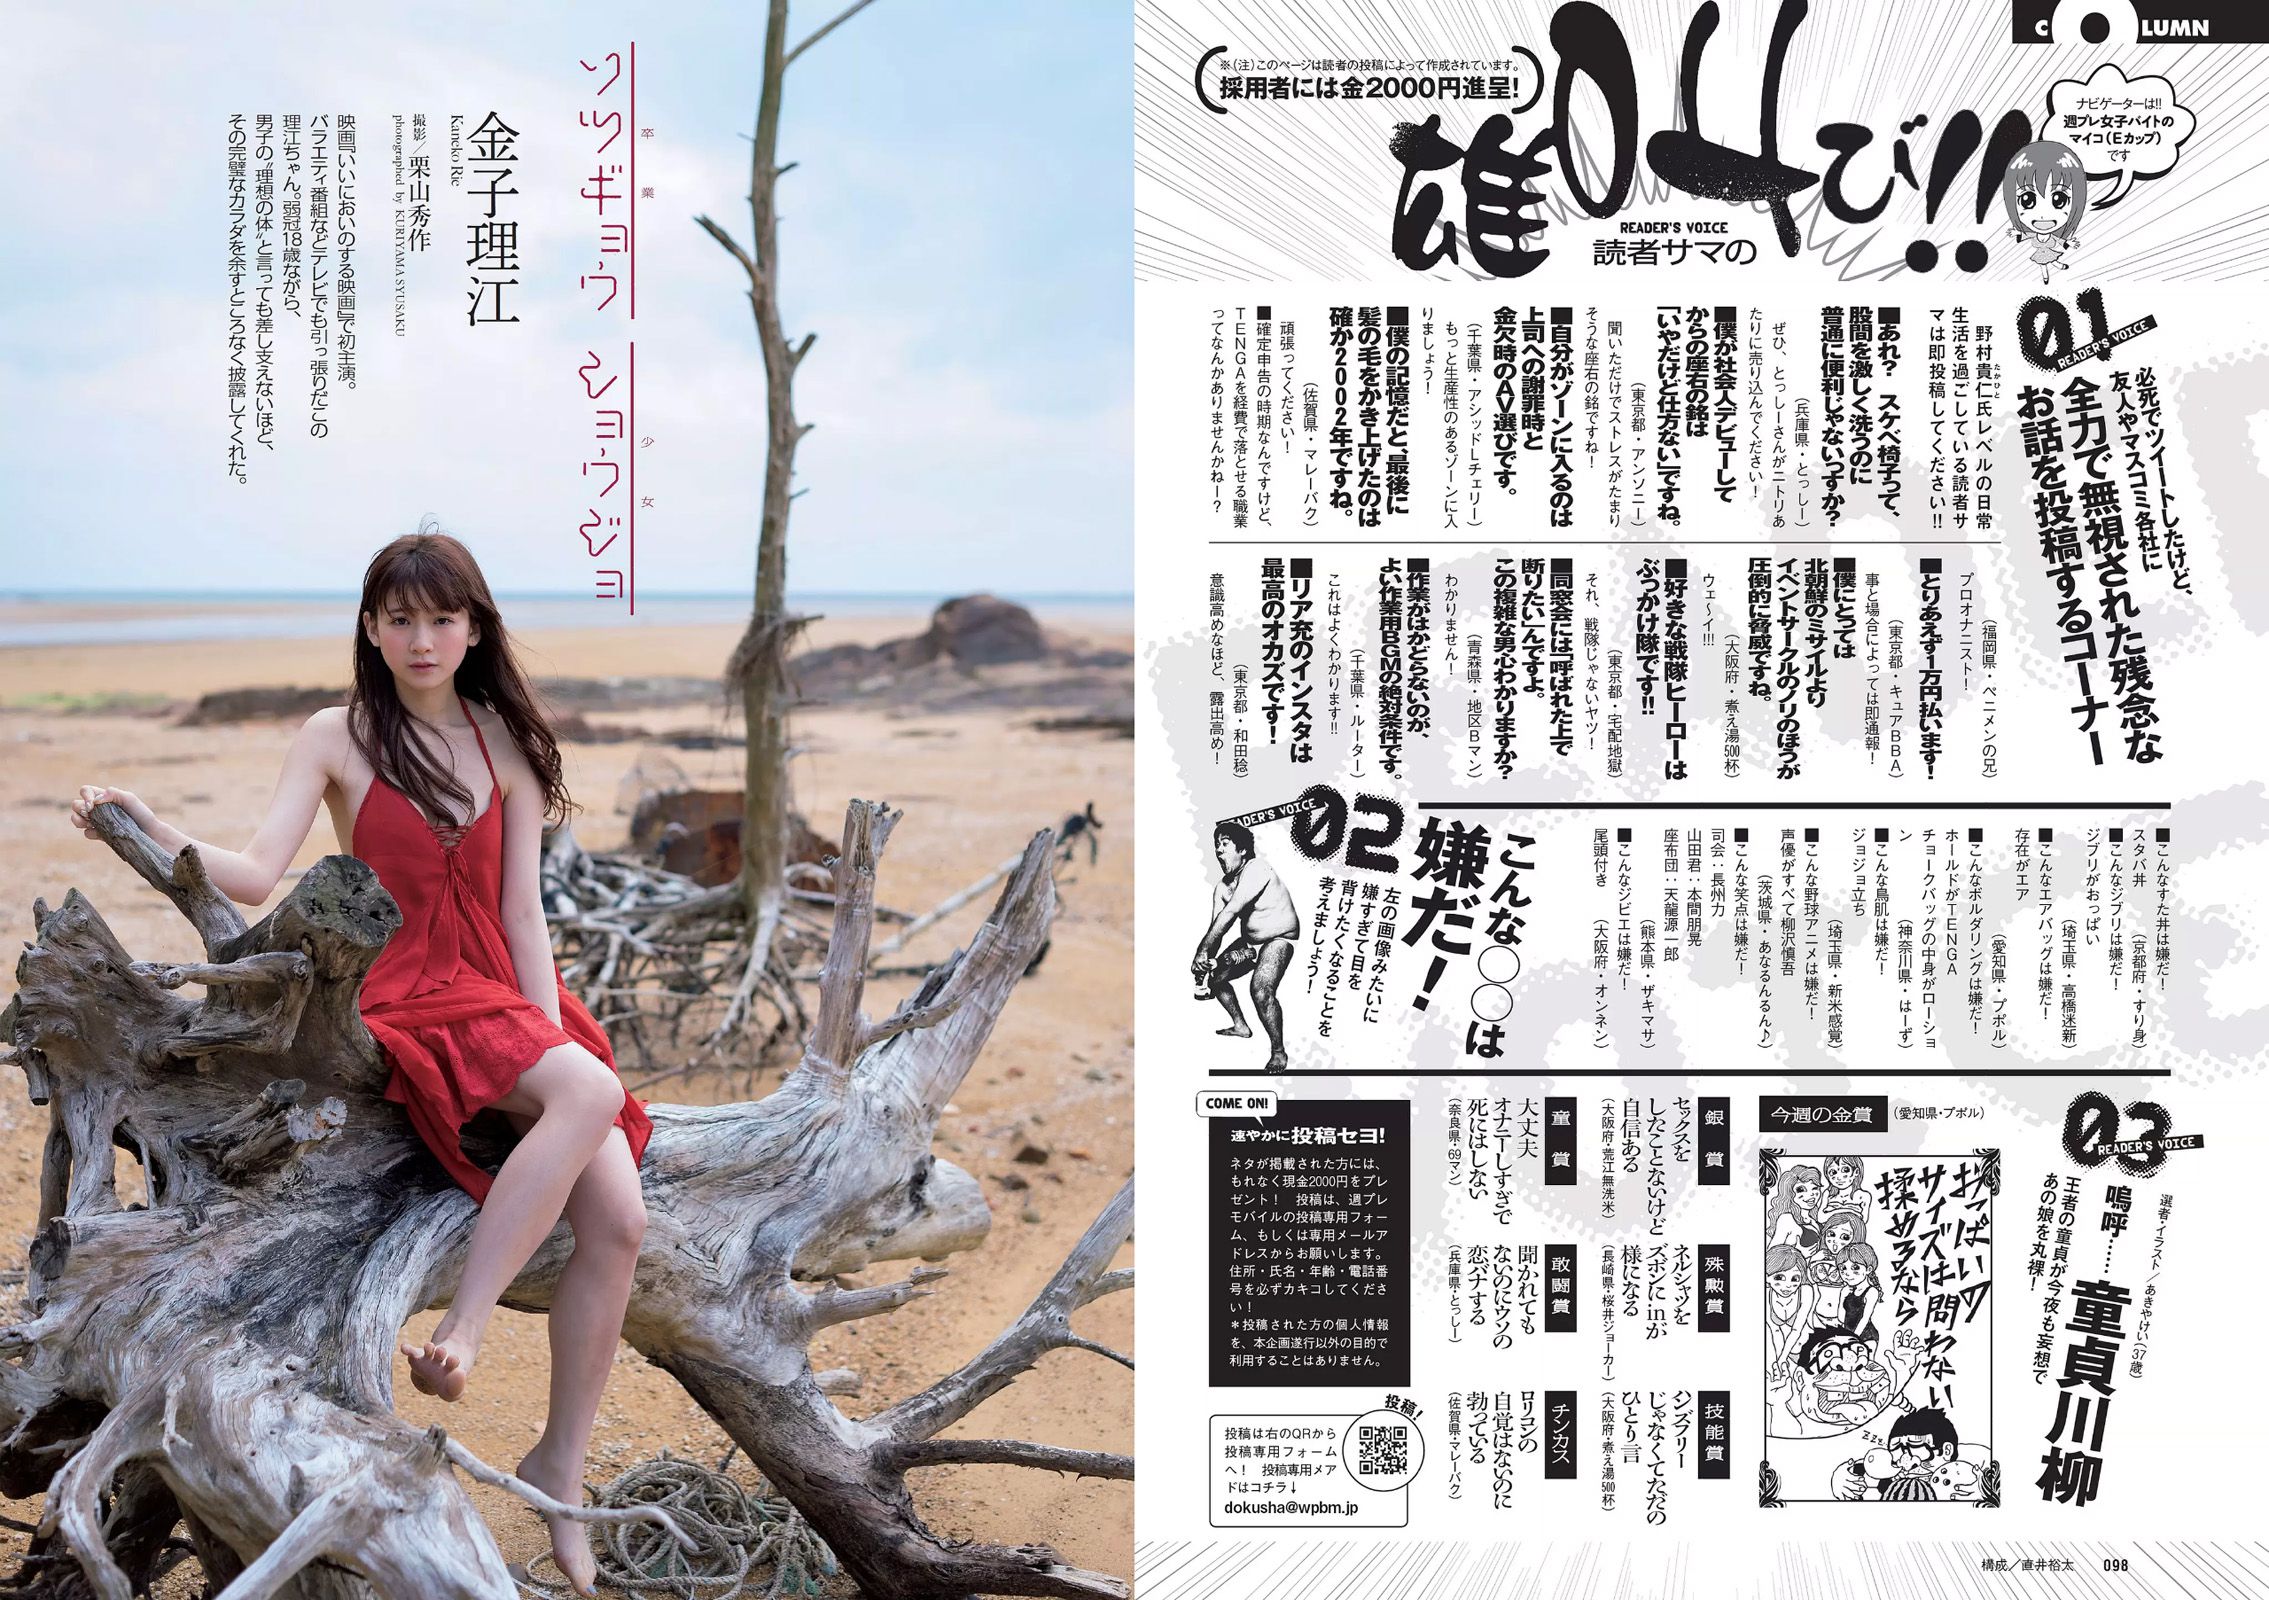 ソツギョウ ショウジョ
卒業
少女
金子理江
Kaneko Rie
撮影／栗山秀作
photographed by KURIYAMA SYUSAKU
映画『いいにおいのする映画』で初主演。
バラエティ番組などテレビでも引っ張りだこの
理江ちゃん。弱冠18歳ながら、
男子の“理想の体”と言っても差し支えないほど、
その完璧なカラダを余すところなく披露してくれた。
COLUMN
※（注）このページは読者の投稿によって作成されています。
採用者には金2000円進呈!
READER'S VOICE
読者サマの
雄叫び!!
ナビゲーターは!!
週プレ女子バイトの
マイコ（Eカップ）
です
01
READER'S VOICE
必死でツイートしたけど、
友人やマスコミ各社に
全力で無視された残念な
お話を投稿するコーナー
野村貴仁氏レベルの日常
たかひと
生活を過ごしている読者サ
マは即投稿してください!!
■あれ？　スケベ椅子って、
股間を激しく洗うのに
普通に便利じゃないっすか？
（兵庫県・とっしー）
ぜひ、とっしーさんがニトリあ
たりに売り込んでください！
■僕が社会人デビューして
からの座右の銘は
「いやだけど仕方ない」ですね。
（東京都・アンソニー）
聞いただけでストレスがたまり
そうな座右の銘ですね！
■自分がゾーンに入るのは
上司への謝罪時と
金欠時のAV選びです。
（千葉県・アシッドLチェリー）
もっと生産性のあるゾーンに入
りましょう！
■僕の記憶だと、最後に
髪の毛をかき上げたのは
確か2002年ですね。
（佐賀県・マレーバク）
頑張ってください！
■確定申告の時期なんですけど、
TENGAを経費で落とせる職業
ってなんかありませんかねー？
（福岡県・ペニメンの兄）
プロオナニスト！
■とりあえず1万円払います！
（東京都・キュアBBA）
事と場合によっては即通報！
■僕にとっては
北朝鮮のミサイルより
イベントサークルのノリのほうが
圧倒的に脅威ですね。
（大阪府・煮え湯500杯）
ウェ～イ!!!
■好きな戦隊ヒーローは
ぶっかけ隊です!!
（東京都・宅配地獄）
それ、戦隊じゃないヤツ！
■同窓会には「呼ばれた上で
断りたい」んですよ。
この複雑な男心わかりますか？
（青森県・地区Bマン）
わかりません！
■作業がはかどらないのが、
よい作業用BGMの絶対条件です。
（千葉県・ルーター）
これはよくわかります!!
■リア充のインスタは
最高のオカズです！
（東京都・和田稔）
意識高めなほど、露出高め！
READER'S VOICE
02
こんな○○は
嫌だ！
左の画像みたいに
嫌すぎて目を
背けたくなることを
考えましょう！
■こんなすた丼は嫌だ！
スタバ丼
（京都府・すり身）
■こんなジブリは嫌だ！
ジブリがおっぱい
（埼玉県・高橋迷新）
■こんなエアバッグは嫌だ！
存在がエア
（愛知県・プポル）
■こんなボルダリングは嫌だ！
ホールドがTENGA
チョークバッグの中身がローショ
ン
（神奈川県・はーず）
■こんな鳥肌は嫌だ！
ジョジョ立ち
（埼玉県・新米感覚）
■こんな野球アニメは嫌だ！
声優がすべて柳沢慎吾
（茨城県・あなるんるん♪）
■こんな笑点は嫌だ！
司会：長州力
山田君：本間朋晃
座布団：天龍源一郎
（熊本県・ザキマサ）
■こんなジビエは嫌だ！
尾頭付き
（大阪府・オンネン）
03
READER'S VOICE
選者・イラスト／あきやけい（37歳）
嗚呼……童貞川柳
王者の童貞が今夜も妄想で
あの娘を丸裸！
今週の金賞
（愛知県・プポル）
おっぱいの
サイズは問わない
揉めるなら
銀賞
セックスを
したことないけど
自信ある
（大阪府・荒江無洗米）
殊勲賞
ネルシャツを
ズボンにinが
様になる
（長崎県・桜井ジョーカー）
技能賞
ハンズフリー
じゃなくてただの
ひとり言
（大阪府・煮え湯500杯）
童賞
大丈夫
オナニーしすぎで
死にはしない
（奈良県・69マン）
敢闘賞
聞かれても
ないのにウソの
恋バナする
（兵庫県・とっしー）
チンカス
ロリコンの
自覚はないのに
勃っている
（佐賀県・マレーバク）
COME ON!
速やかに投稿セヨ!
ネタが掲載された方には、
もれなく現金2000円をプレ
ゼント！　投稿は、週プレ
モバイルの投稿専用フォー
ム、もしくは専用メールア
ドレスからお願いします。
住所・氏名・年齢・電話番
号を必ずカキコしてくださ
い！
＊投稿された方の個人情報
を、本企画遂行以外の目的で
利用することはありません。
投稿!
投稿は右のQRから
投稿専用フォーム
へ！　投稿専用メア
ドはコチラ↓
dokusha@wpbm.jp
構成／直井裕太
098